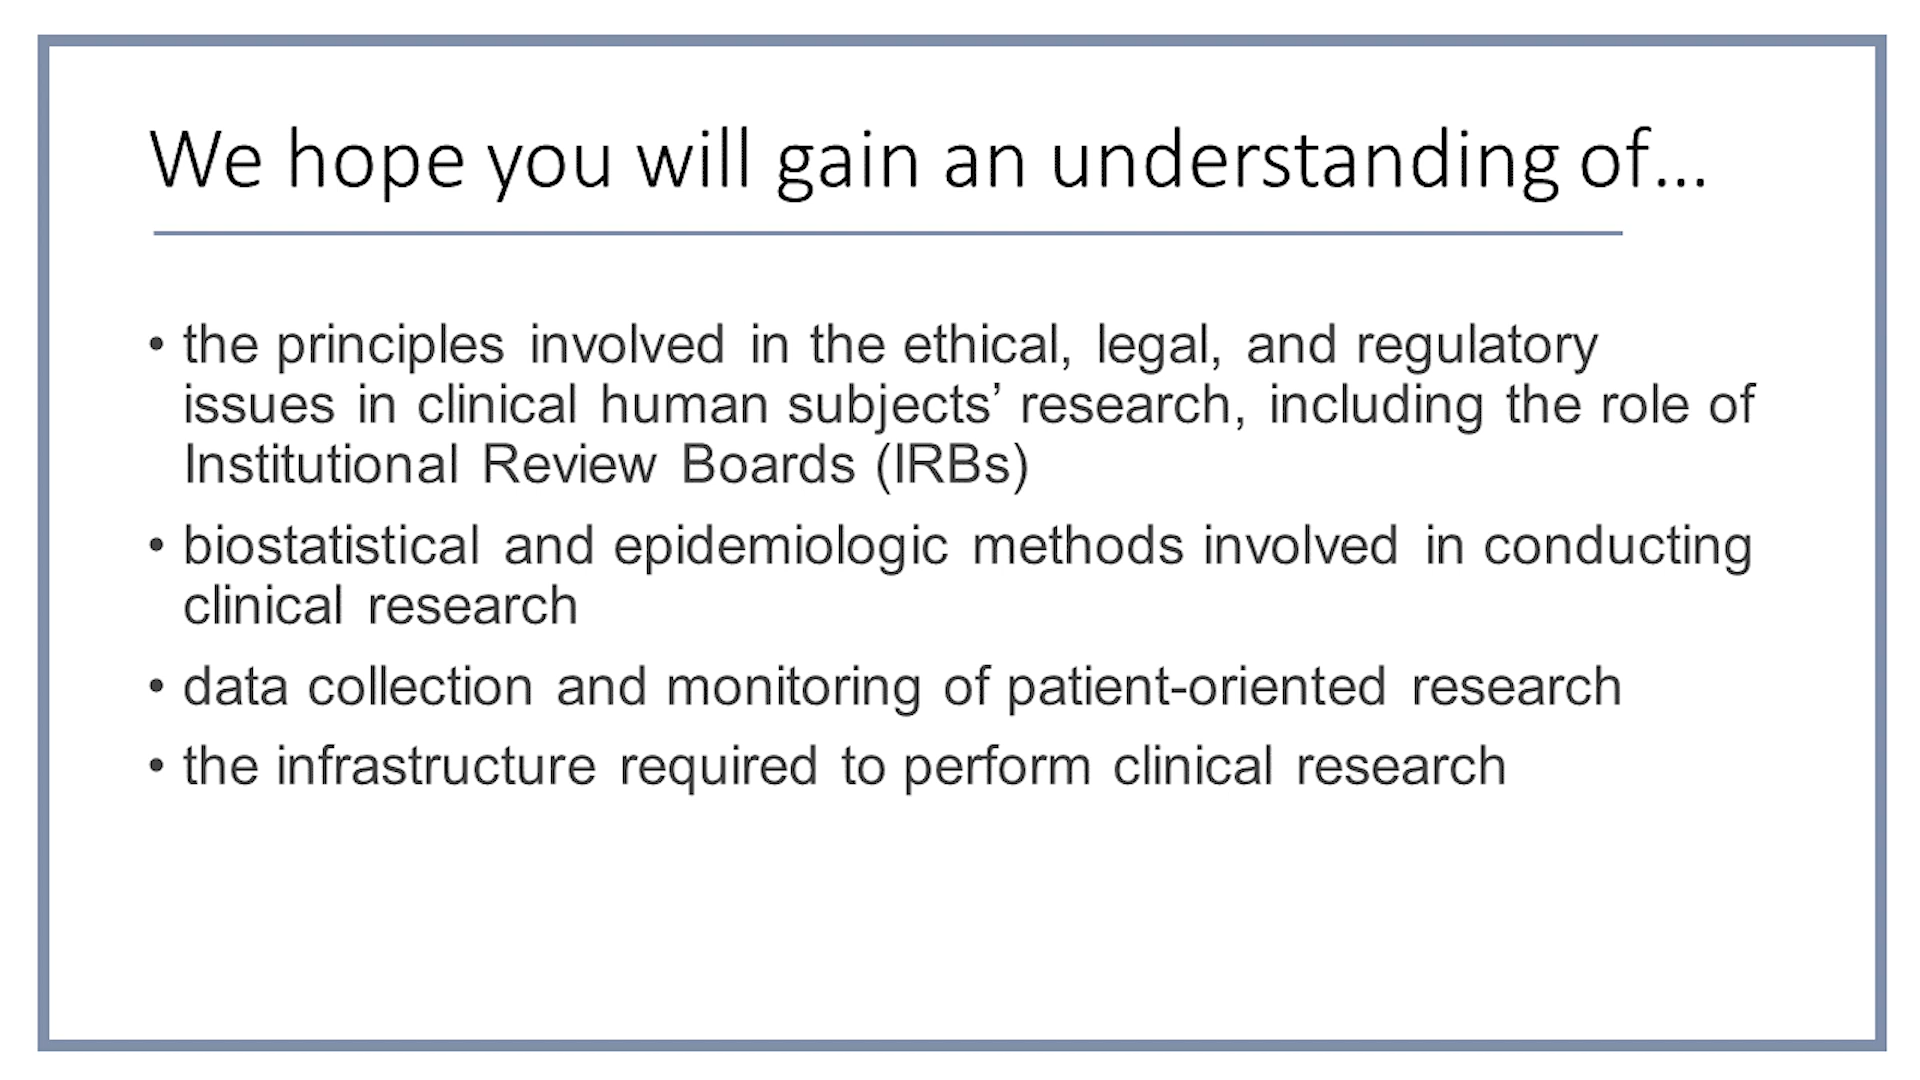 We hope you will gain an understanding of...
• the principles involved in the ethical, legal, and regulatory
issues in clinical human subjects’ research, including the role of
Institutional Review Boards (IRBs)
• biostatistical and epidemiologic methods involved in conducting
clinical research
• data collection and monitoring of patient-oriented research
• the infrastructure required to perform clinical research